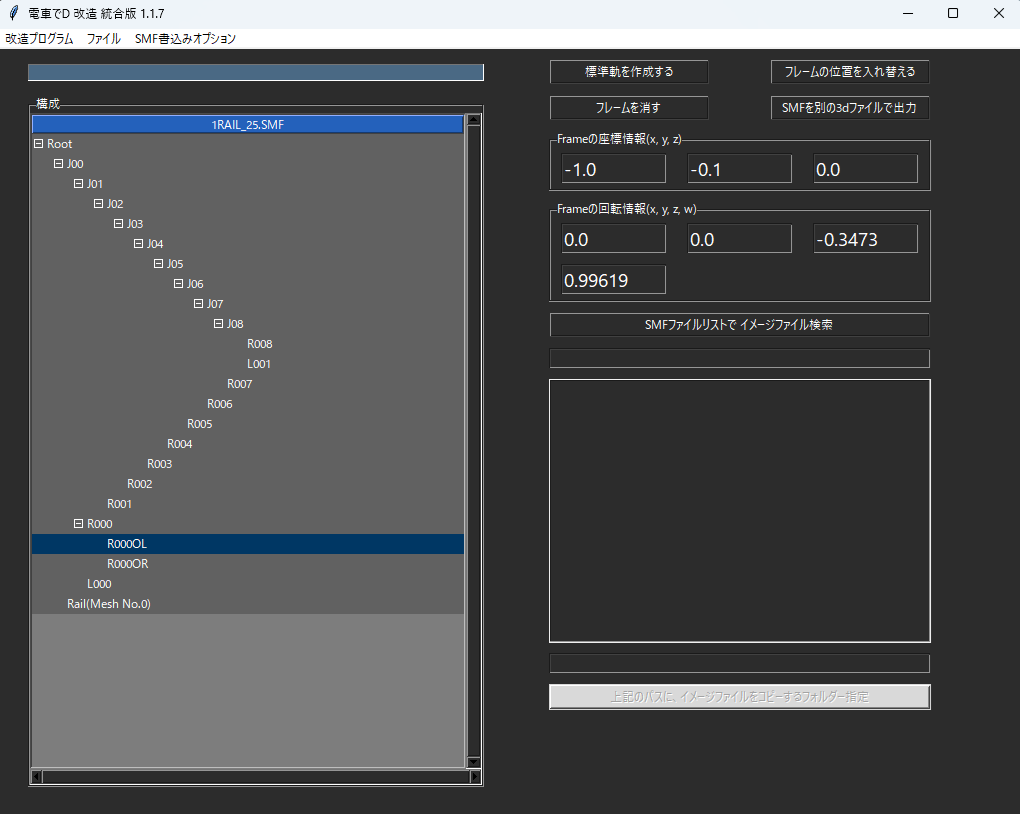 電車でD 改造 統合版 1.1.7
改造プログラム ファイル SMF書込みオプション
構成
1RAIL_25.SMF
Root
J00
J01
J02
J03
J04
J05
J06
J07
J08
R008
L001
R007
R006
R005
R004
R003
R002
R001
R000
R000OL
R000OR
L000
Rail(Mesh No.0)
標準軌を作成する フレームの位置を入れ替える
フレームを消す SMFを別の3dファイルで出力
Frameの座標情報(x, y, z)
-1.0 -0.1 0.0
Frameの回転情報(x, y, z, w)
0.0 0.0 -0.3473
0.99619
SMFファイルリストで イメージファイル検索
上記のパスに、イメージファイルをコピーするフォルダー指定